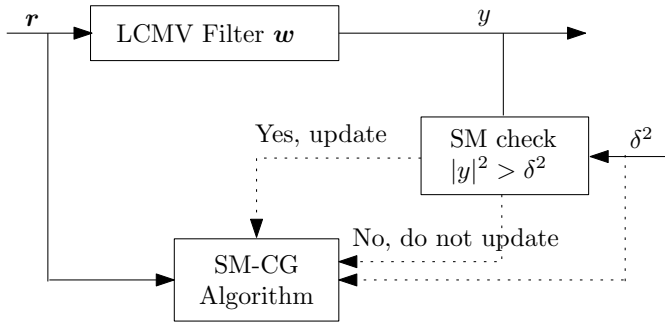 r
LCMV Filter w
y
SM check
|y|² > δ²
δ²
Yes, update
No, do not update
SM-CG
Algorithm